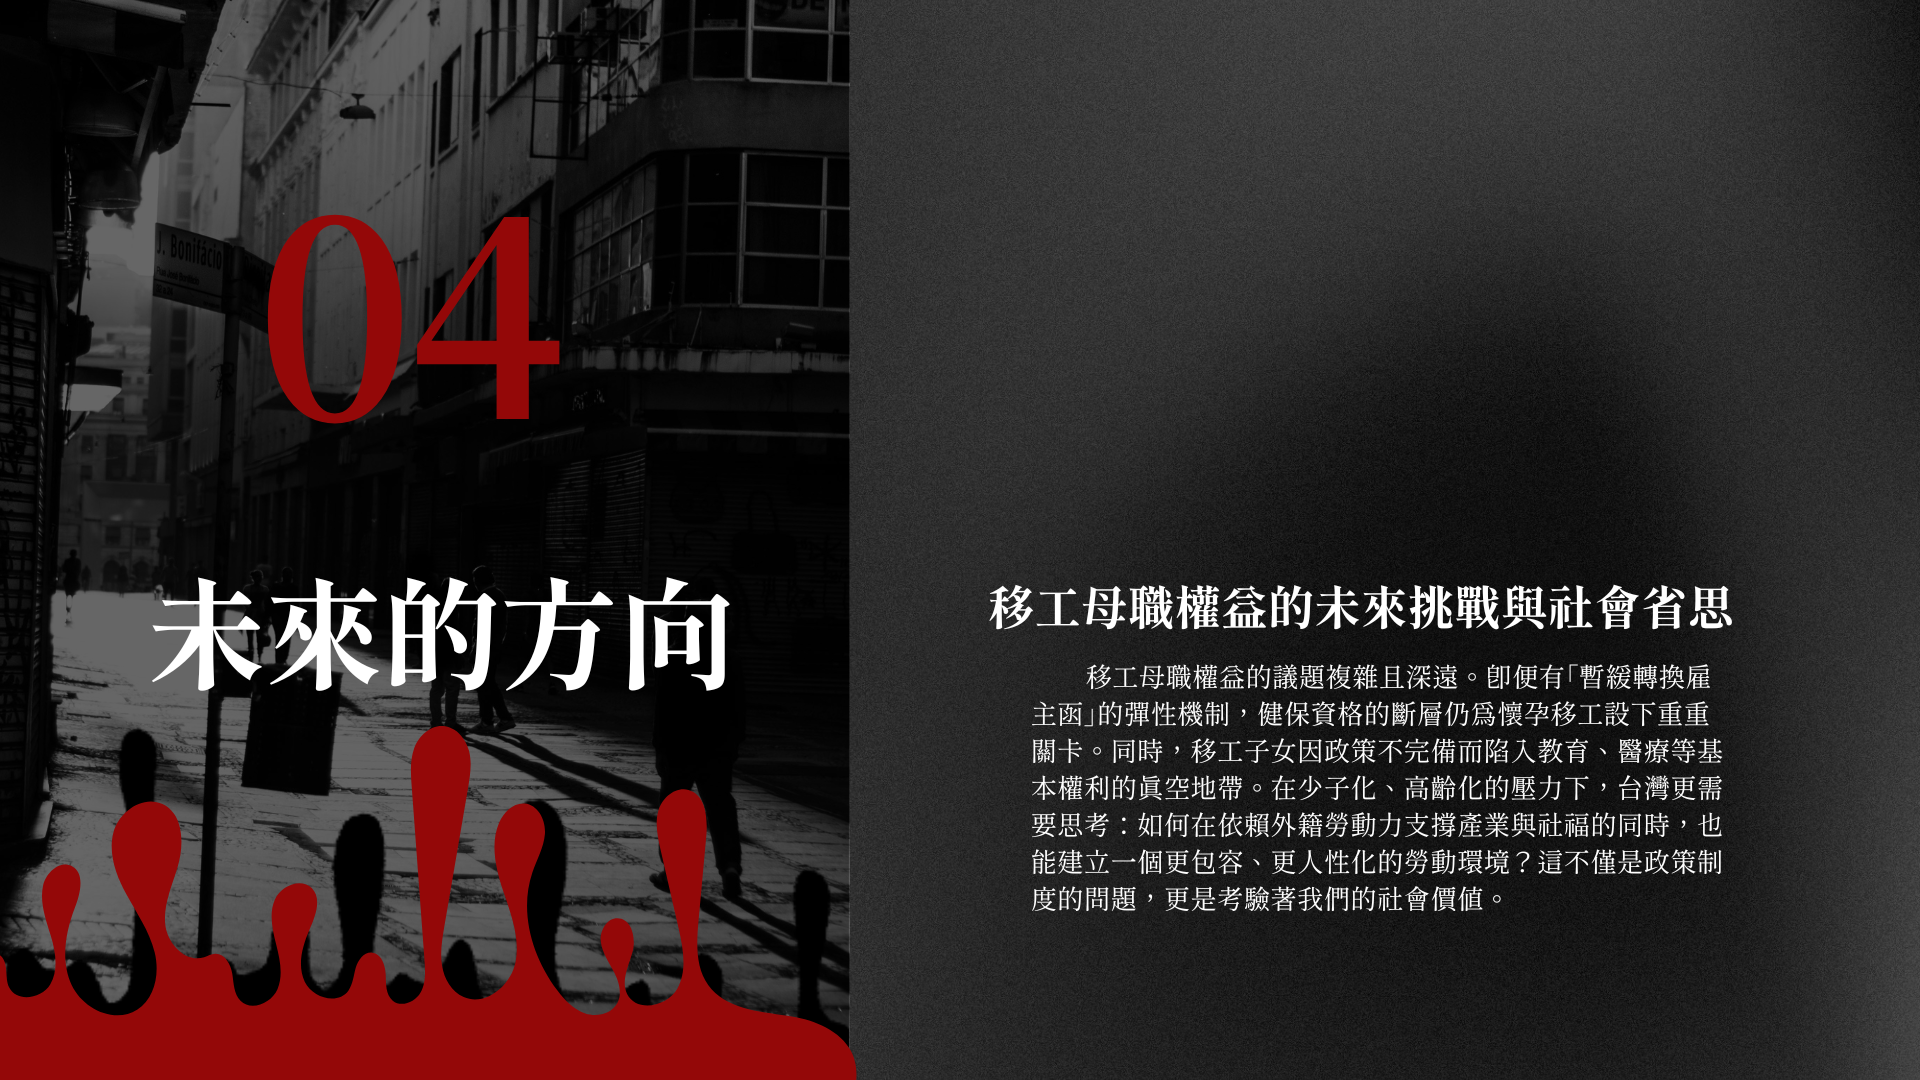 04
未來的方向
J. Bonifácio
移工母職權益的未來挑戰與社會省思
移工母職權益的議題複雜且深遠。即便有「暫緩轉換雇
主函」的彈性機制，健保資格的斷層仍為懷孕移工設下重重
關卡。同時，移工子女因政策不完備而陷入教育、醫療等基
本權利的真空地帶。在少子化、高齡化的壓力下，台灣更需
要思考：如何在依賴外籍勞動力支撐產業與社福的同時，也
能建立一個更包容、更人性化的勞動環境？這不僅是政策制
度的問題，更是考驗著我們的社會價值。